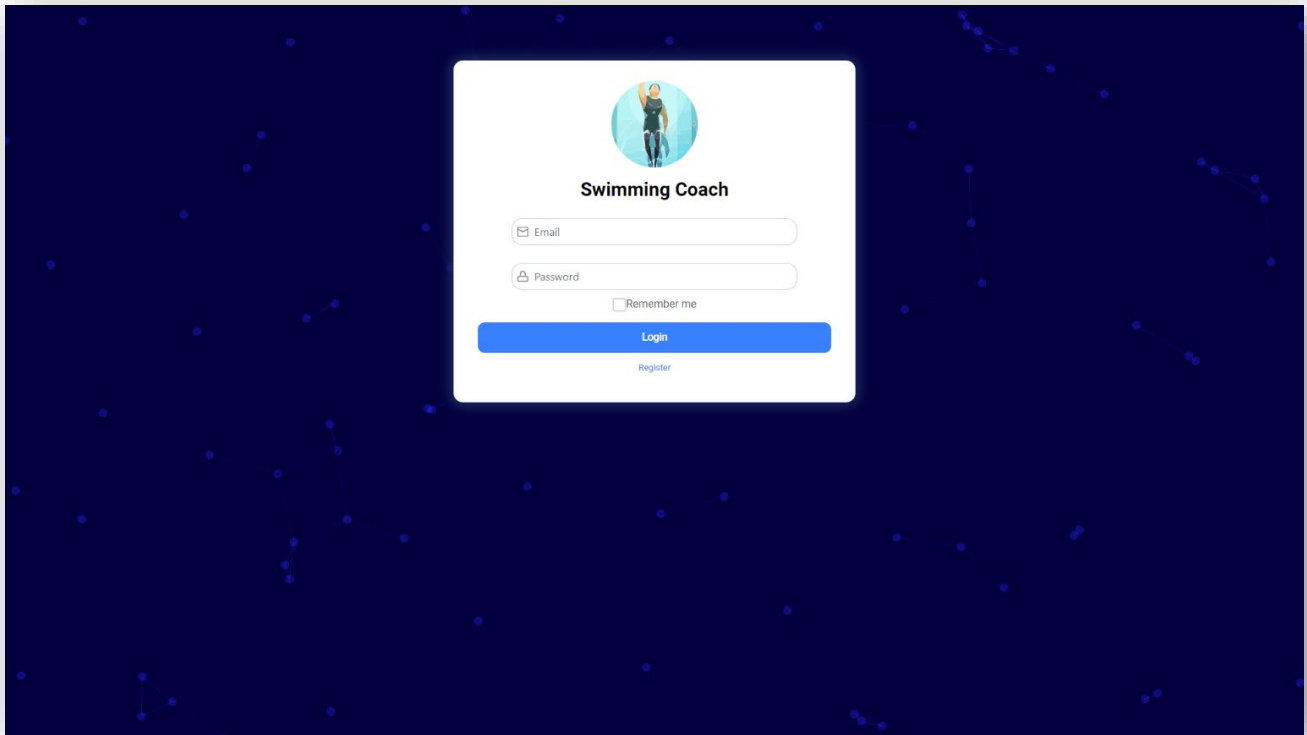 Swimming Coach
Email
Password
Remember me
Login
Register